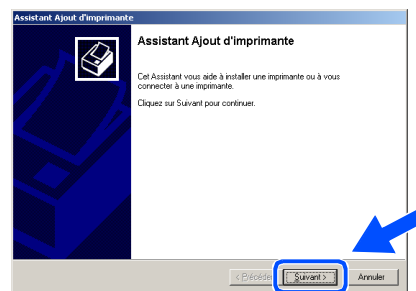 Assistant Ajout d'imprimante
Assistant Ajout d'imprimante
Cet Assistant vous aide à installer une imprimante ou à vous
connecter à une imprimante.
Cliquez sur Suivant pour continuer.
< Précéden
Suivant >
Annuler